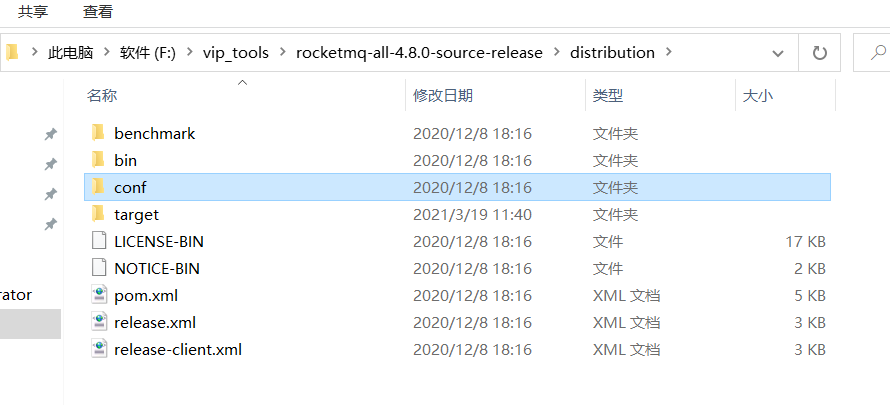 共享 查看
此电脑 软件 (F:) vip_tools rocketmq-all-4.8.0-source-release distribution
名称 修改日期 类型 大小
benchmark 2020/12/8 18:16 文件夹
bin 2020/12/8 18:16 文件夹
conf 2020/12/8 18:16 文件夹
target 2021/3/19 11:40 文件夹
LICENSE-BIN 2020/12/8 18:16 文件 17 KB
NOTICE-BIN 2020/12/8 18:16 文件 2 KB
rator pom.xml 2020/12/8 18:16 XML 文档 5 KB
release.xml 2020/12/8 18:16 XML 文档 3 KB
release-client.xml 2020/12/8 18:16 XML 文档 3 KB